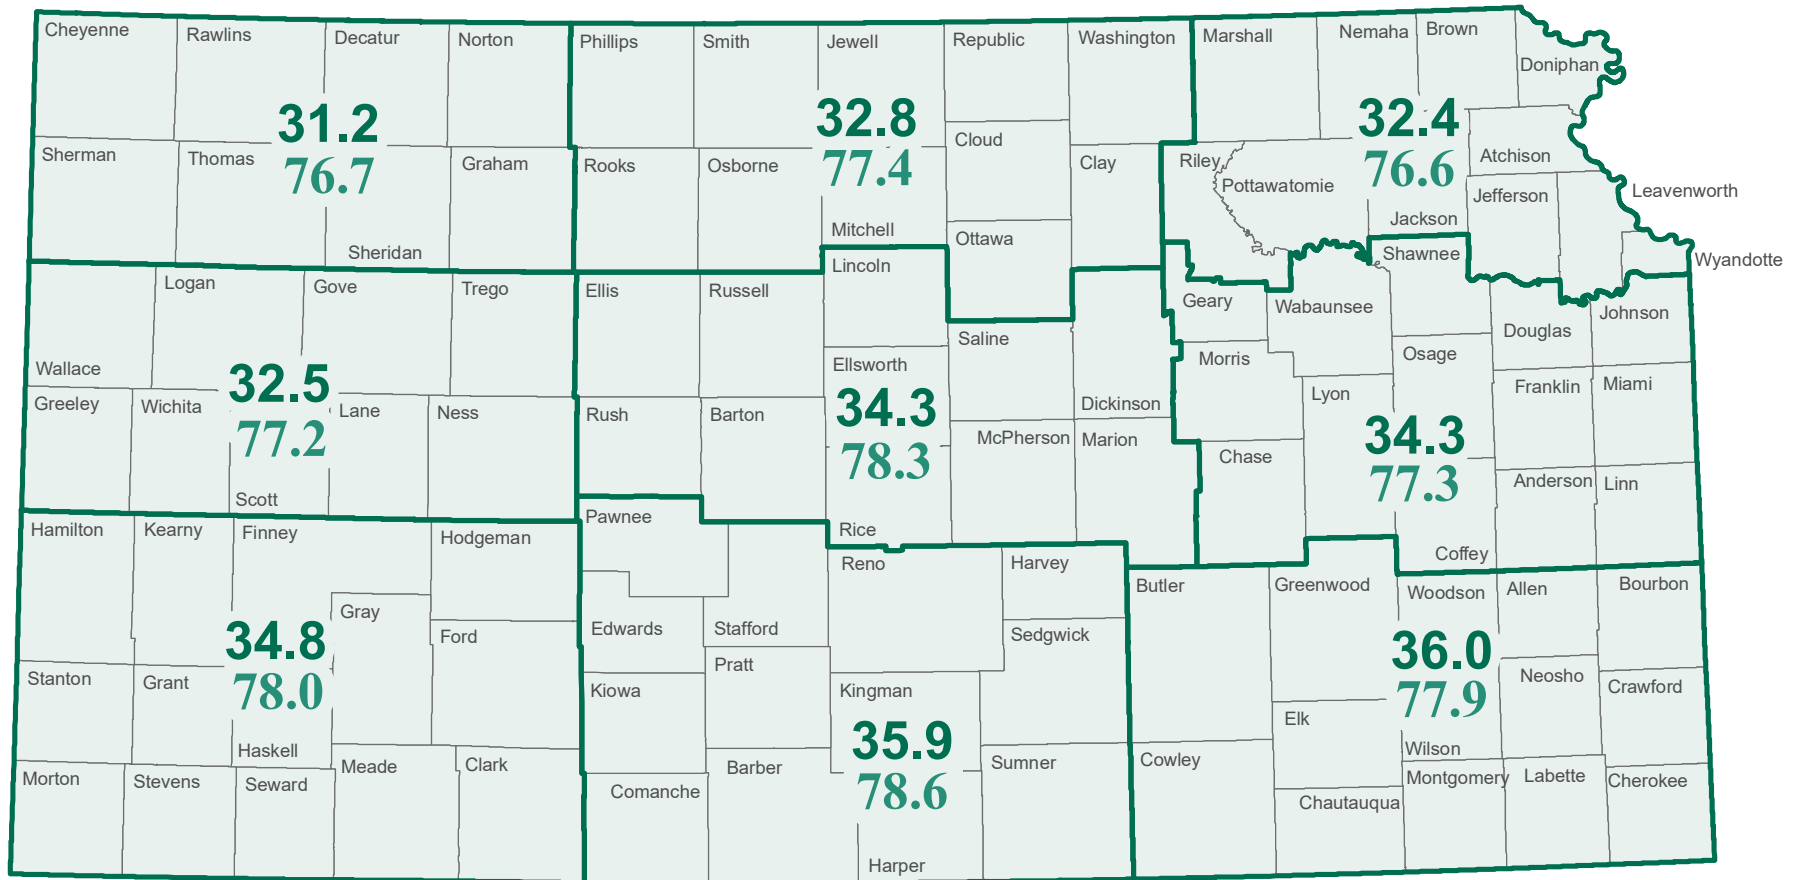 Cheyenne
Rawlins
Decatur
Norton
Phillips
Smith
Jewell
Republic
Washington
Marshall
Nemaha
Brown
Doniphan
31.2
76.7
32.8
77.4
32.4
76.6
Sherman
Thomas
Graham
Sheridan
Rooks
Osborne
Mitchell
Cloud
Clay
Ottawa
Riley
Pottawatomie
Jackson
Atchison
Jefferson
Leavenworth
Wyandotte
Shawnee
Wallace
Logan
Gove
Trego
Ellis
Russell
Lincoln
Saline
Dickinson
Geary
Wabaunsee
Douglas
Johnson
32.5
77.2
Ellsworth
34.3
78.3
Morris
Osage
Franklin
Miami
Greeley
Wichita
Scott
Lane
Ness
Rush
Barton
Rice
McPherson
Marion
Chase
Lyon
34.3
77.3
Coffey
Anderson
Linn
Hamilton
Kearny
Finney
Hodgeman
Pawnee
Reno
Harvey
Butler
Greenwood
Woodson
Allen
Bourbon
Gray
Ford
Edwards
Stafford
Sedgwick
34.8
78.0
36.0
77.9
Stanton
Grant
Haskell
Kiowa
Pratt
Kingman
35.9
78.6
Elk
Wilson
Neosho
Crawford
Morton
Stevens
Seward
Meade
Clark
Comanche
Barber
Harper
Sumner
Cowley
Chautauqua
Montgomery
Labette
Cherokee